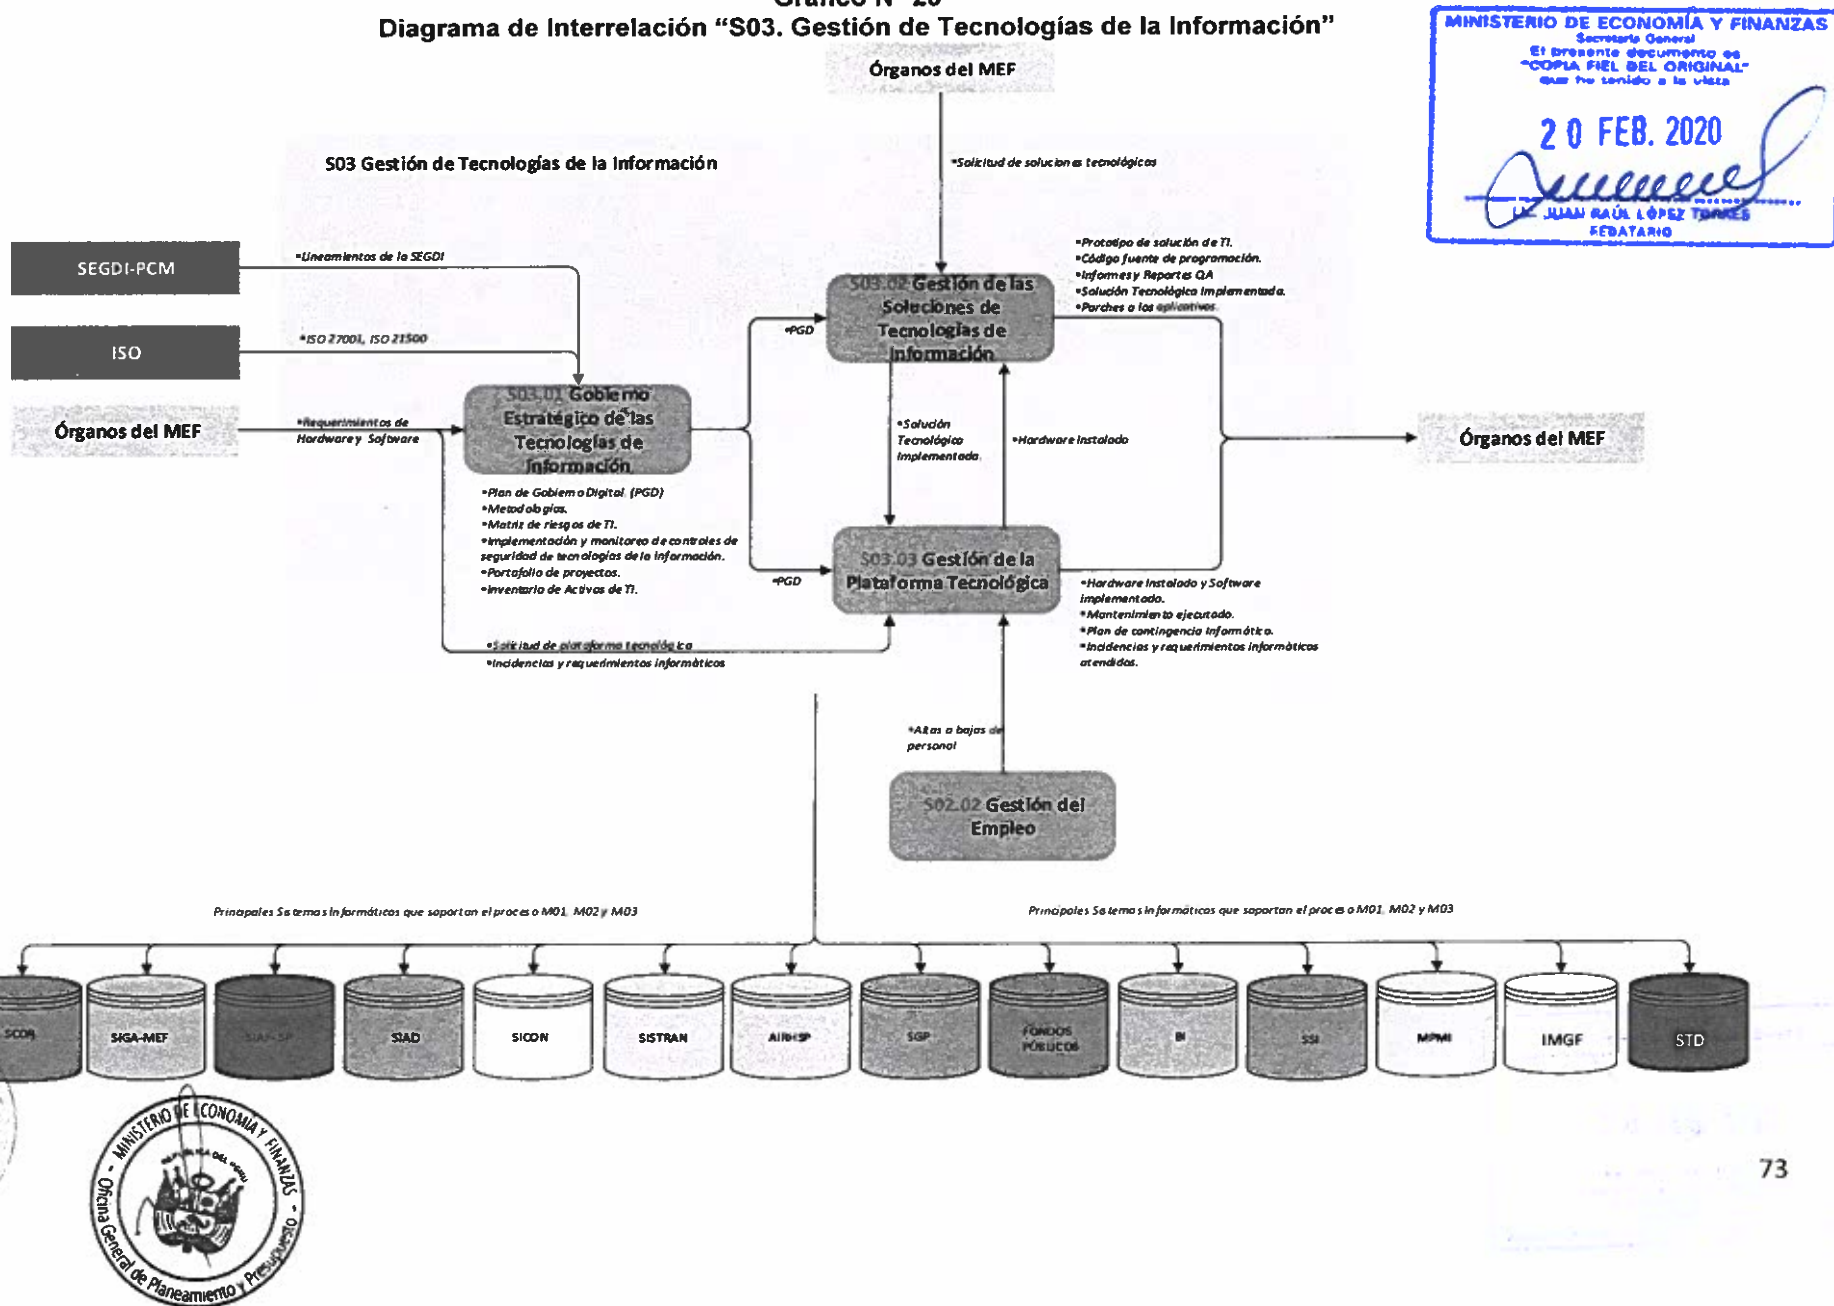 Gráfico N° 20
Diagrama de Interrelación “S03. Gestión de Tecnologías de la Información”
MINISTERIO DE ECONOMÍA Y FINANZAS
Secretaría General
El presente documento es
"COPIA FIEL DEL ORIGINAL"
que he tenido a la vista
20 FEB. 2020
JUAN RAÚL LÓPEZ TORRES
FEDATARIO
Órganos del MEF
•Solicitud de soluciones tecnológicas
S03 Gestión de Tecnologías de la Información
SEGDI-PCM
•Lineamientos de la SEGDI
ISO
•ISO 27001, ISO 21500
Órganos del MEF
•Requerimientos de
Hardware y Software
S03.01 Gobierno
Estratégico de las
Tecnologías de
Información
•Plan de Gobierno Digital (PGD)
•Metodologías.
•Matriz de riesgos de TI.
•Implementación y monitoreo de controles de
seguridad de tecnologías de la información.
•Portafolio de proyectos.
•Inventario de Activos de TI.
•Solicitud de plataforma tecnológica
•Incidencias y requerimientos informáticos
•PGD
•PGD
S03.02 Gestión de las
Soluciones de
Tecnologías de
Información
•Prototipo de solución de TI.
•Código fuente de programación.
•Informes y Reportes QA
•Solución Tecnológica Implementada.
•Parches a los aplicativos.
•Solución
Tecnológica
Implementada.
•Hardware Instalado
Órganos del MEF
S03.03 Gestión de la
Plataforma Tecnológica
•Hardware Instalado y Software
implementado.
•Mantenimiento ejecutado.
•Plan de contingencia Informático.
•Incidencias y requerimientos informáticos
atendidos.
•Altas o bajas de
personal
S02.02 Gestión del
Empleo
Principales Sistemas Informáticos que soportan el proceso M01, M02 y M03
Principales Sistemas Informáticos que soportan el proceso M01, M02 y M03
SCOR
SIGA-MEF
SIAF-SP
SIAD
SICON
SISTRAN
AIRHSP
SGP
FONDOS
PÚBLICOS
BI
SSI
MPMI
IMGF
STD
MINISTERIO DE ECONOMÍA Y FINANZAS
REPÚBLICA DEL PERÚ
Oficina General de Planeamiento y Presupuesto
73